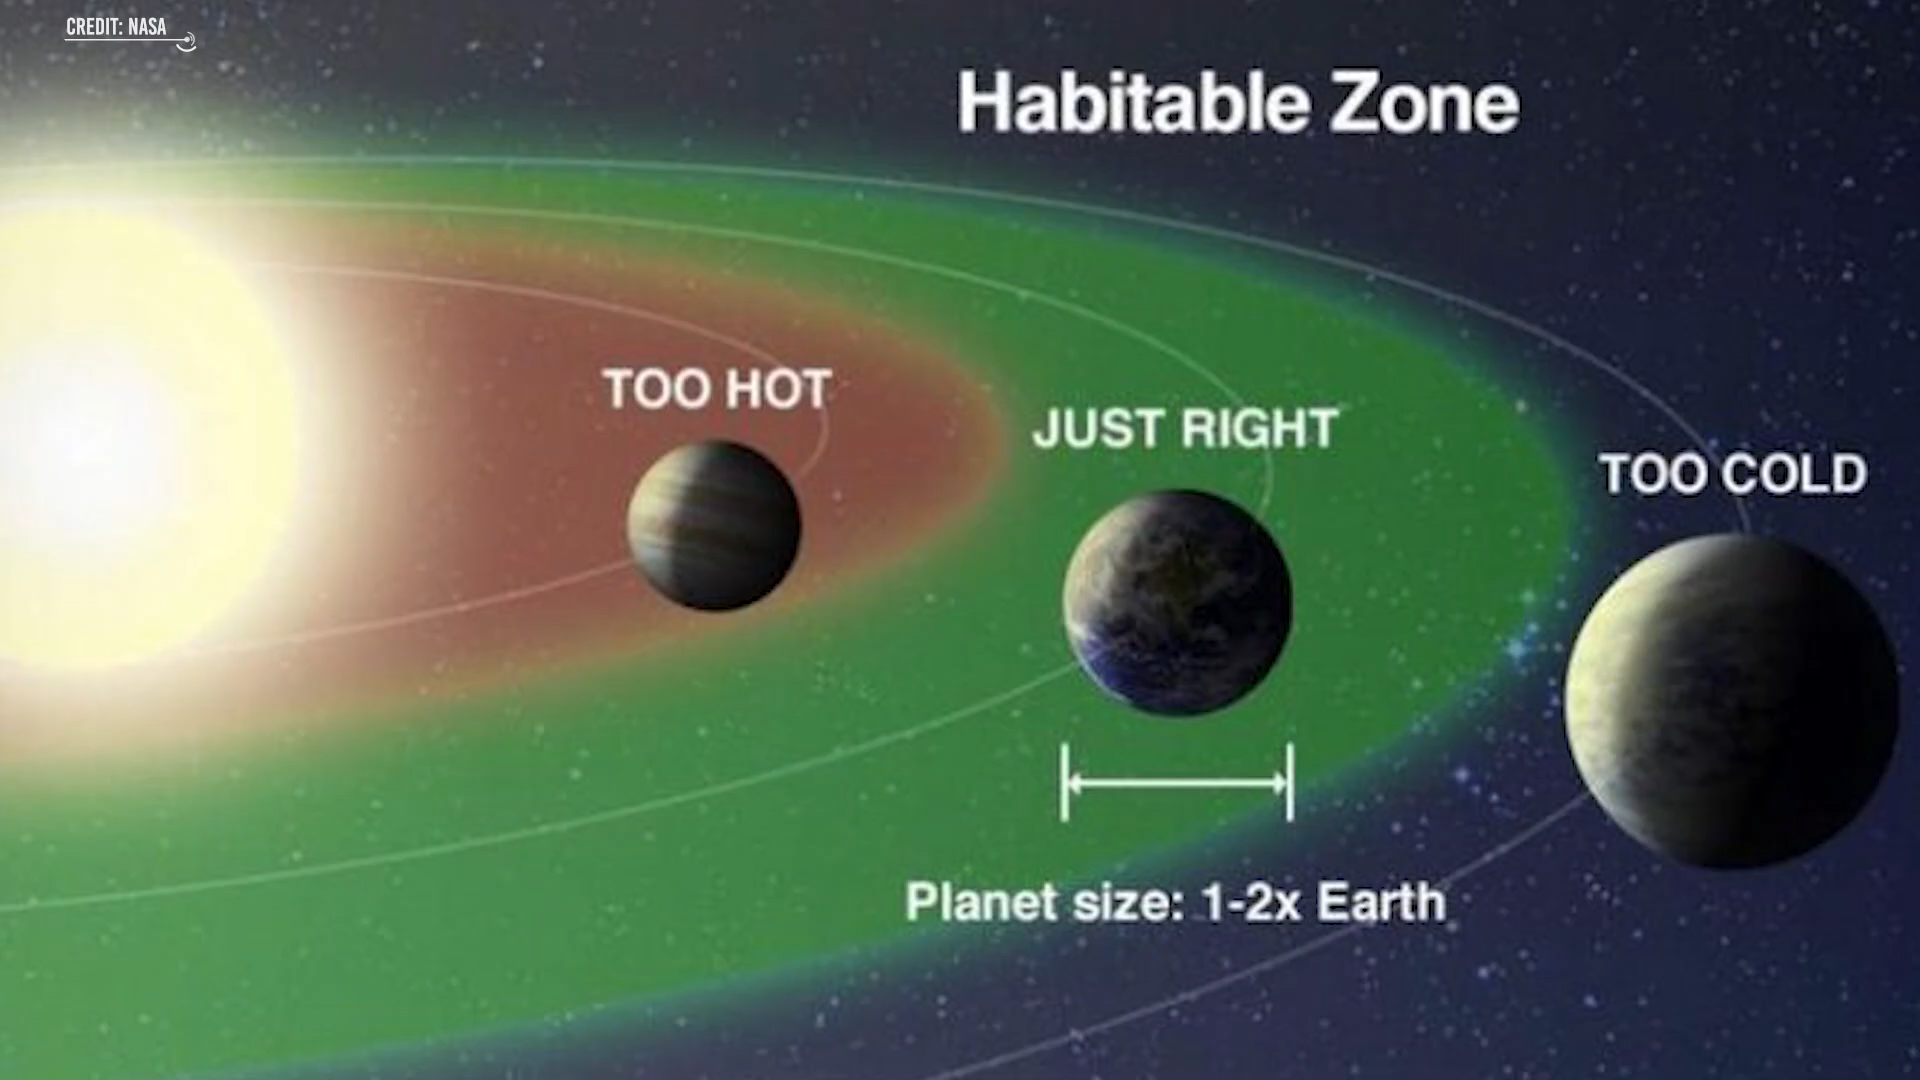 CREDIT: NASA
Habitable Zone
TOO HOT
JUST RIGHT
TOO COLD
Planet size: 1-2x Earth